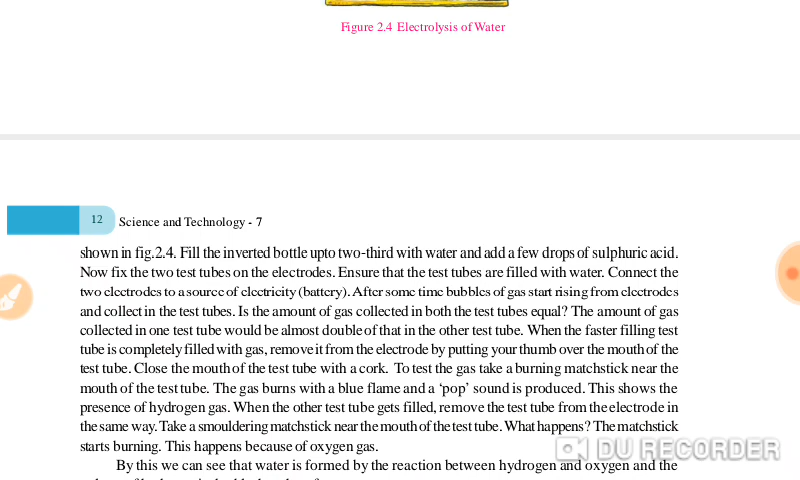 Figure 2.4 Electrolysis of Water
12 Science and Technology - 7
shown in fig.2.4. Fill the inverted bottle upto two-third with water and add a few drops of sulphuric acid.
Now fix the two test tubes on the electrodes. Ensure that the test tubes are filled with water. Connect the
two electrodes to a source of electricity (battery). After some time bubbles of gas start rising from electrodes
and collect in the test tubes. Is the amount of gas collected in both the test tubes equal? The amount of gas
collected in one test tube would be almost double of that in the other test tube. When the faster filling test
tube is completely filled with gas, remove it from the electrode by putting your thumb over the mouth of the
test tube. Close the mouth of the test tube with a cork. To test the gas take a burning matchstick near the
mouth of the test tube. The gas burns with a blue flame and a ‘pop’ sound is produced. This shows the
presence of hydrogen gas. When the other test tube gets filled, remove the test tube from the electrode in
the same way. Take a smouldering matchstick near the mouth of the test tube. What happens? The matchstick
starts burning. This happens because of oxygen gas.
DU RECORDER
By this we can see that water is formed by the reaction between hydrogen and oxygen and the